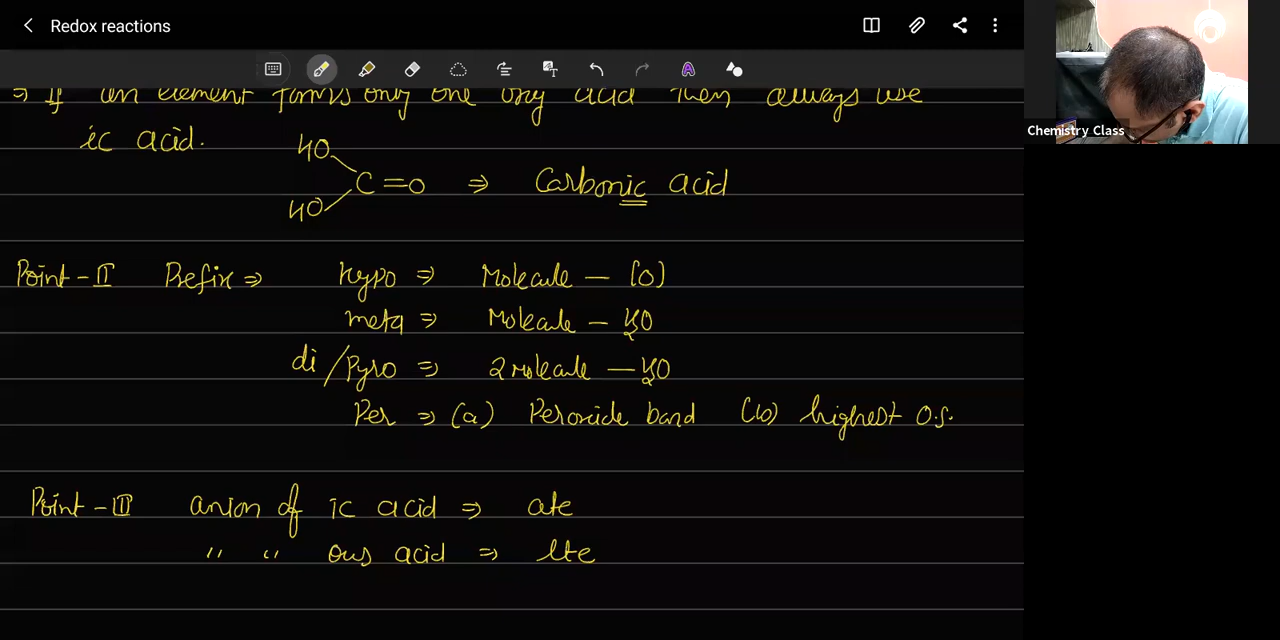 Redox reactions
⇒ If an element forms only one oxy acid then always use
ic acid.
HO
C=O ⇒ Carbonic acid
HO
Point-II Prefix ⇒ hypo ⇒ Molecule — [O]
meta ⇒ Molecule — H2O
di/Pyro ⇒ 2 Molecule — H2O
Per ⇒ (a) Peroxide band (b) highest O.S.
Point-III anion of ic acid ⇒ ate
" " ous acid ⇒ ite
Chemistry Class